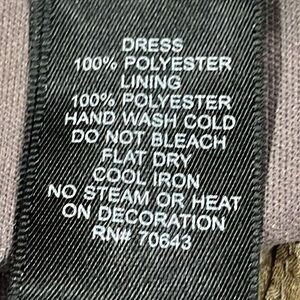 DRESS
100% POLYESTER
LINING
100% POLYESTER
HAND WASH COLD
DO NOT BLEACH
FLAT DRY
COOL IRON
NO STEAM OR HEAT
ON DECORATION
RN# 70643